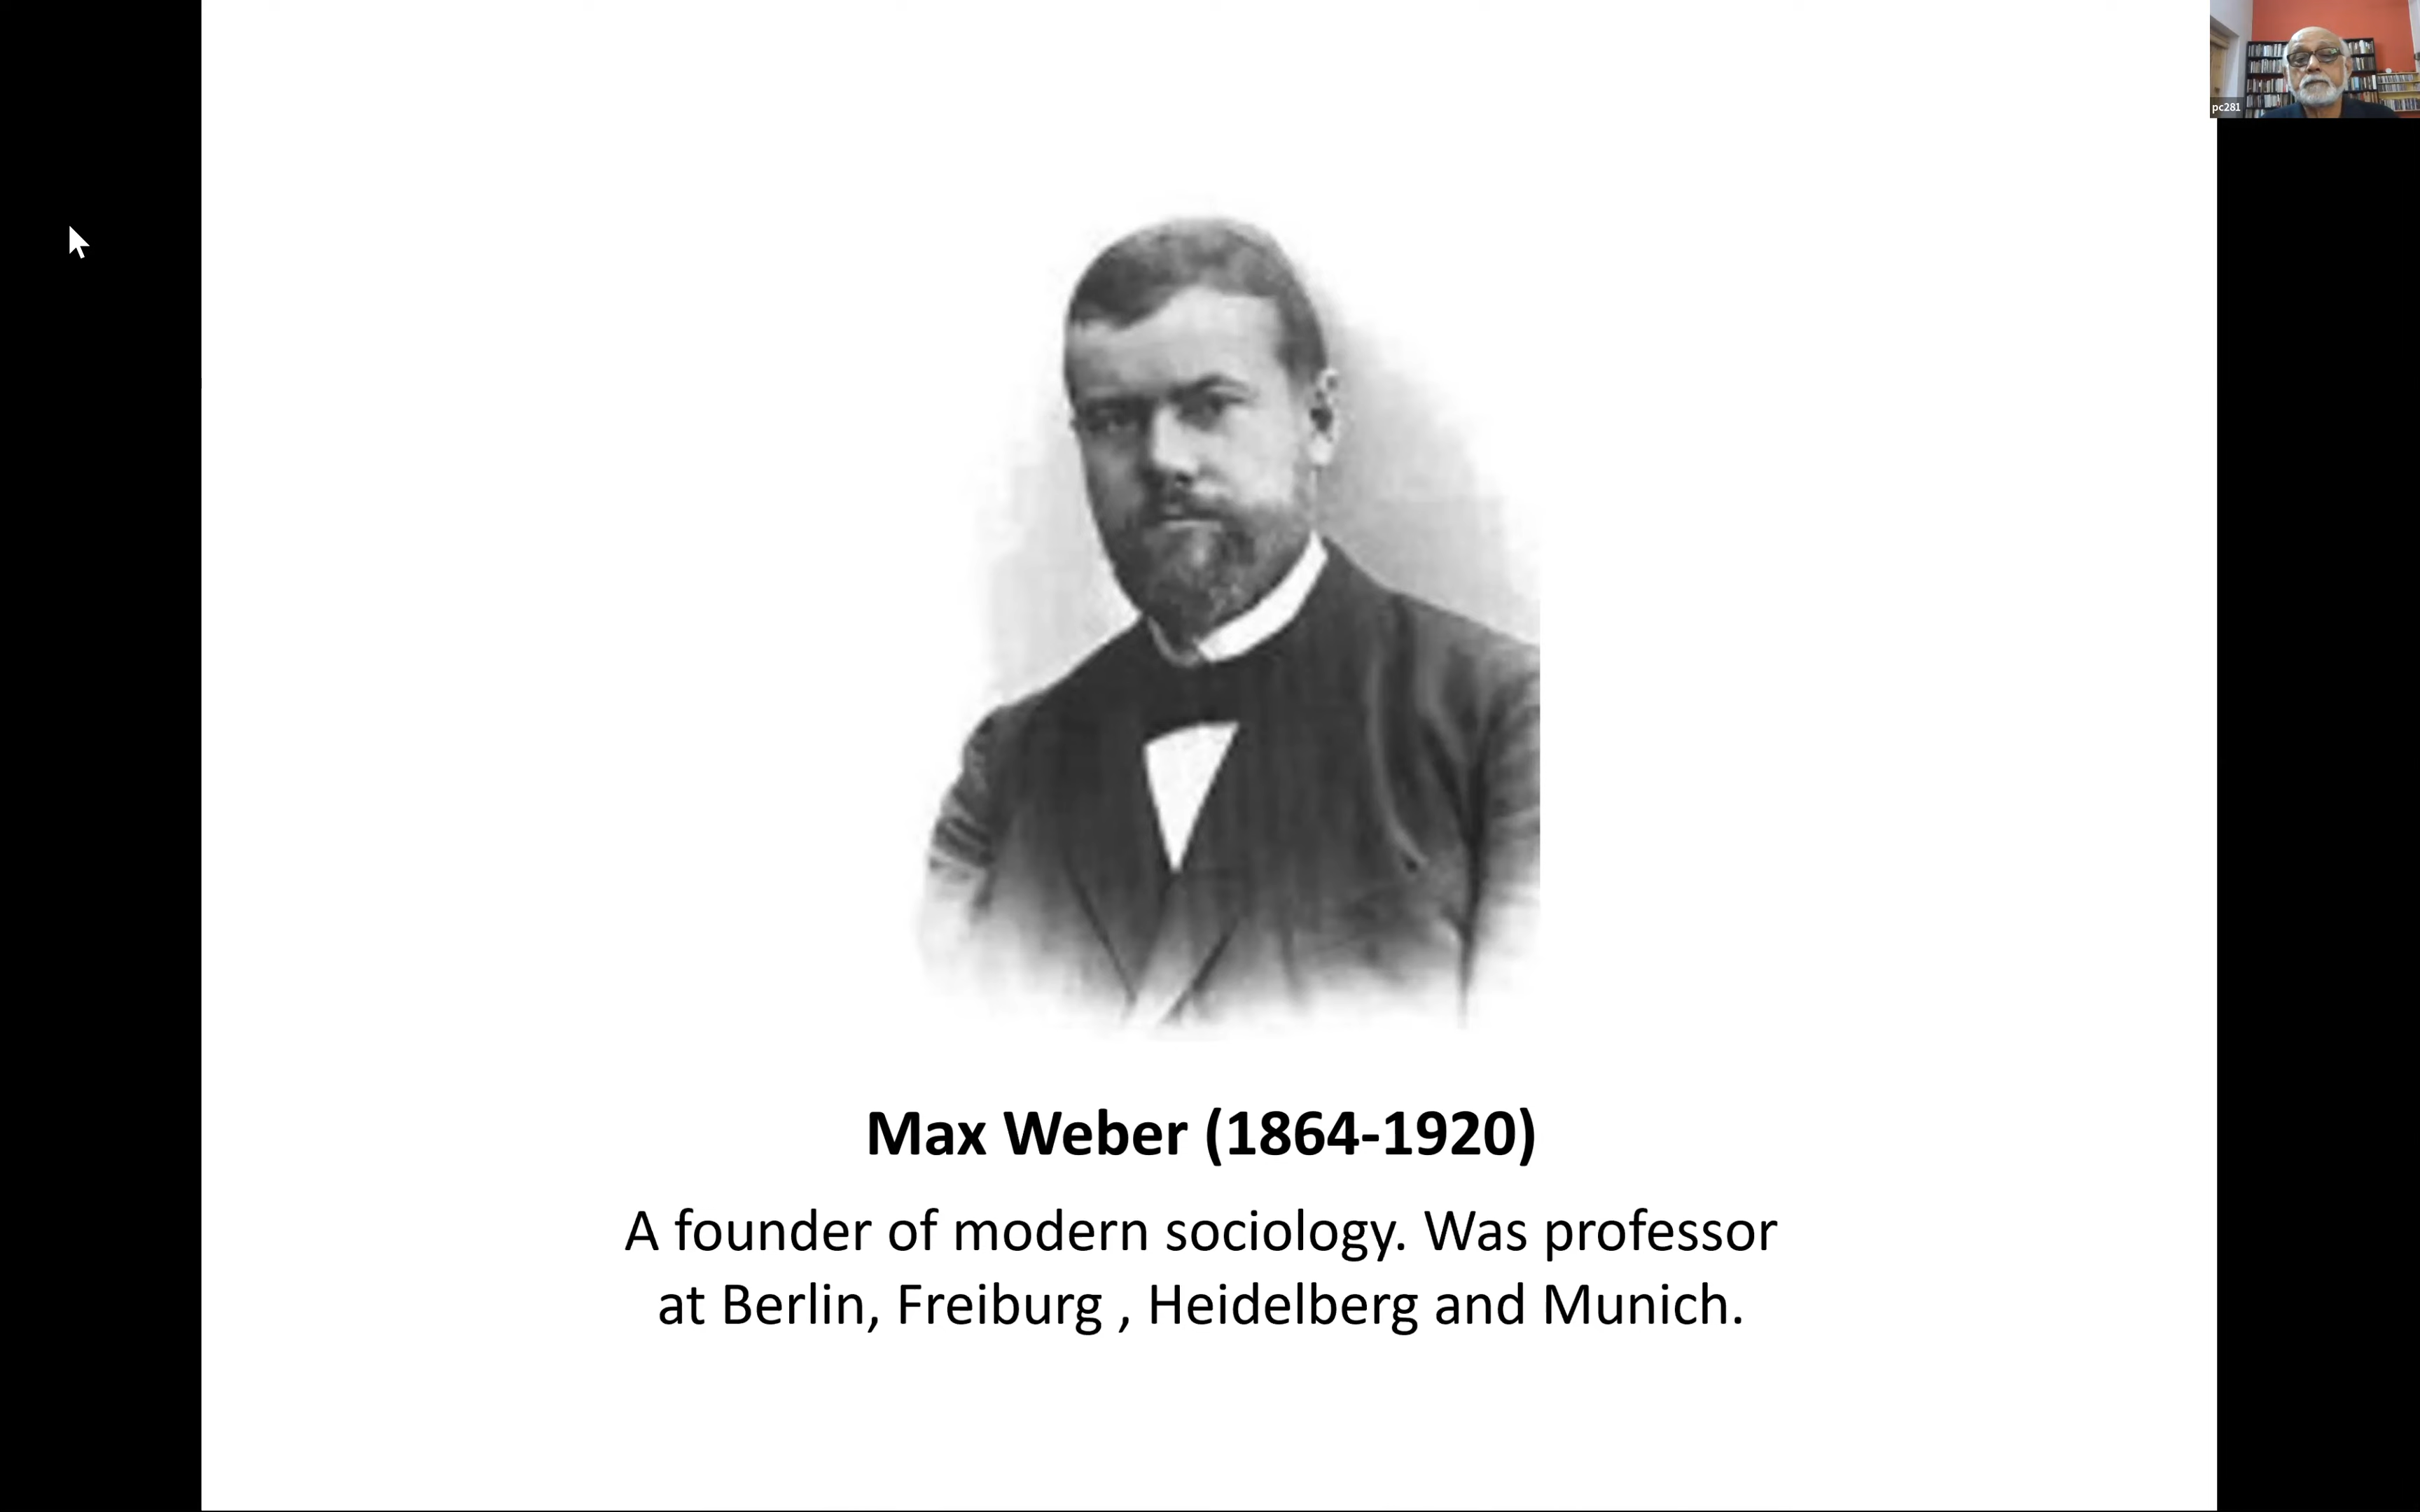 pc281
Max Weber (1864-1920)
A founder of modern sociology. Was professor
at Berlin, Freiburg , Heidelberg and Munich.